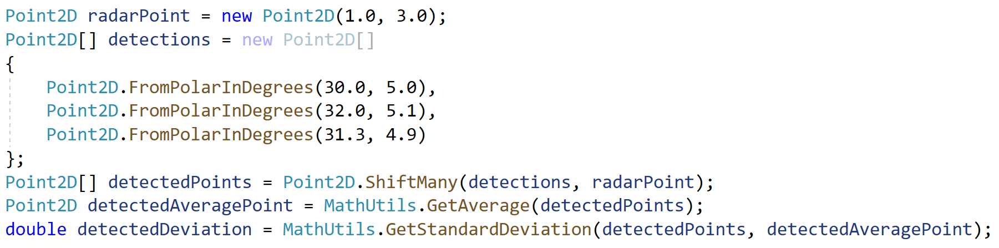 Point2D radarPoint = new Point2D(1.0, 3.0);
Point2D[] detections = new Point2D[]
{
    Point2D.FromPolarInDegrees(30.0, 5.0),
    Point2D.FromPolarInDegrees(32.0, 5.1),
    Point2D.FromPolarInDegrees(31.3, 4.9)
};
Point2D[] detectedPoints = Point2D.ShiftMany(detections, radarPoint);
Point2D detectedAveragePoint = MathUtils.GetAverage(detectedPoints);
double detectedDeviation = MathUtils.GetStandardDeviation(detectedPoints, detectedAveragePoint);